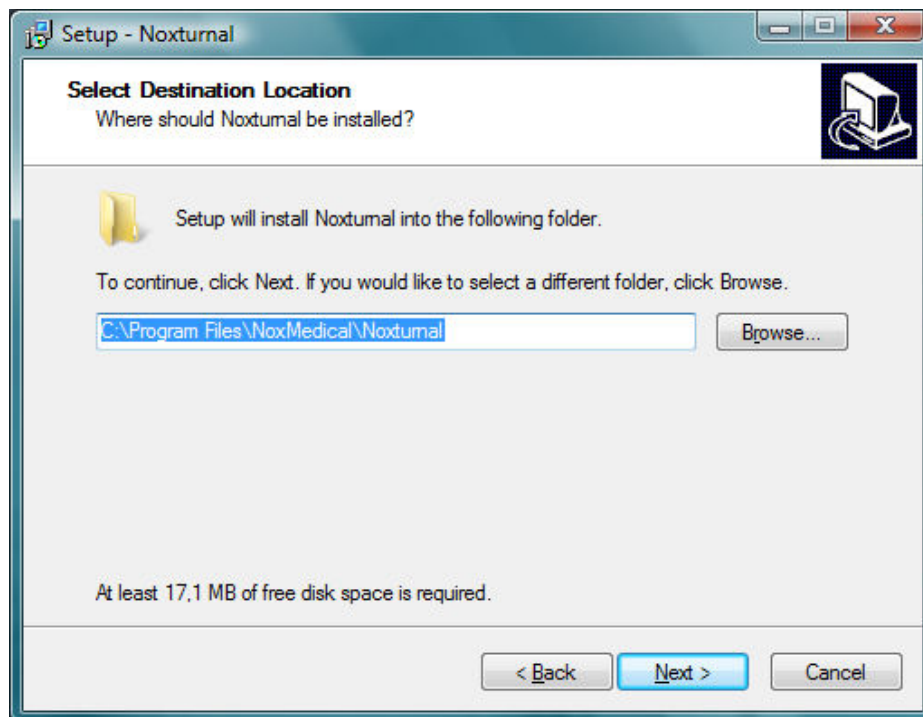 Setup - Noxturnal
Select Destination Location
Where should Noxturnal be installed?
Setup will install Noxturnal into the following folder.
To continue, click Next. If you would like to select a different folder, click Browse.
C:\Program Files\NoxMedical\Noxturnal
Browse...
At least 17,1 MB of free disk space is required.
< Back
Next >
Cancel